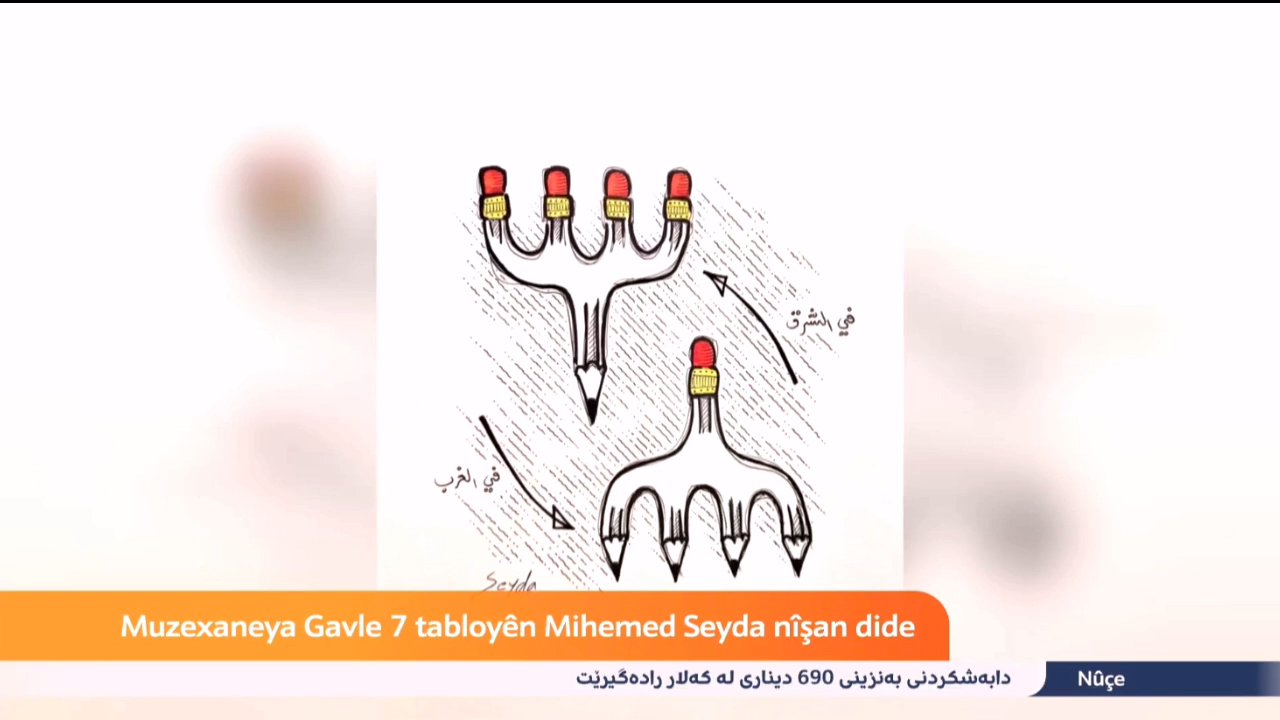 في الشرق
في الغرب
Seyda
Muzexaneya Gavle 7 tabloyên Mihemed Seyda nîşan dide
دابەشکردنی بەنزینی 690 دیناری لە کەلار رادەگیرێت
Nûçe